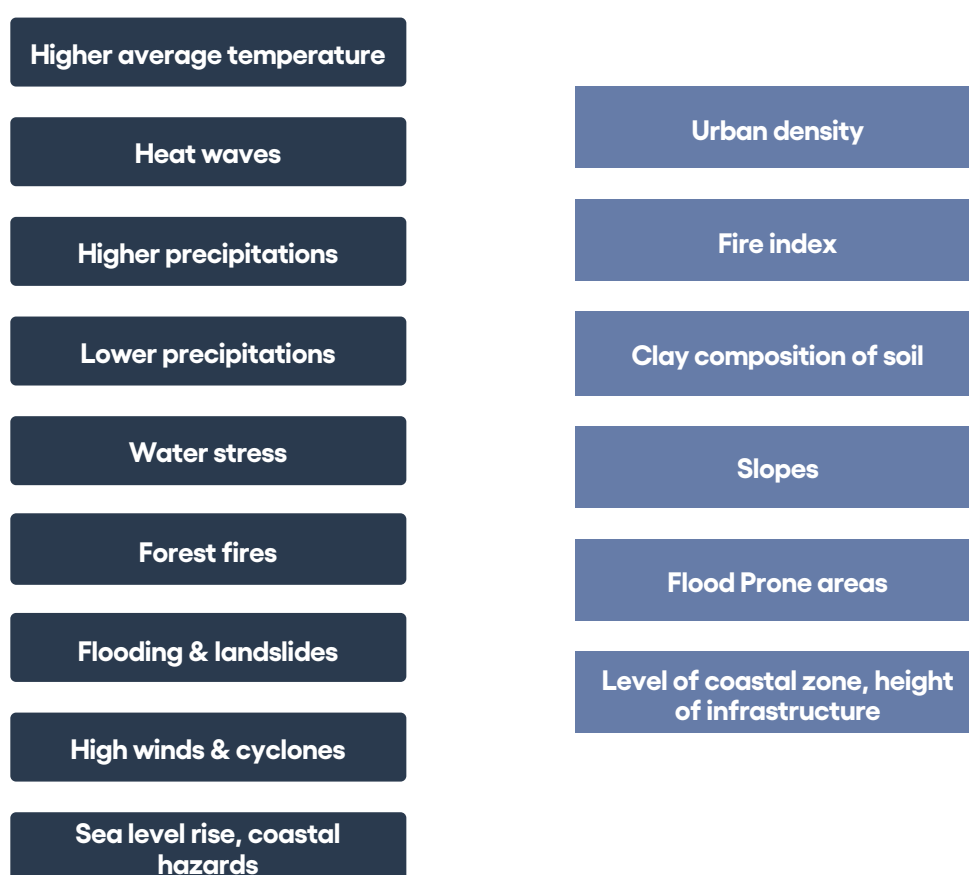 Higher average temperature
Heat waves
Higher precipitations
Lower precipitations
Water stress
Forest fires
Flooding & landslides
High winds & cyclones
Sea level rise, coastal
hazards
Urban density
Fire index
Clay composition of soil
Slopes
Flood Prone areas
Level of coastal zone, height
of infrastructure